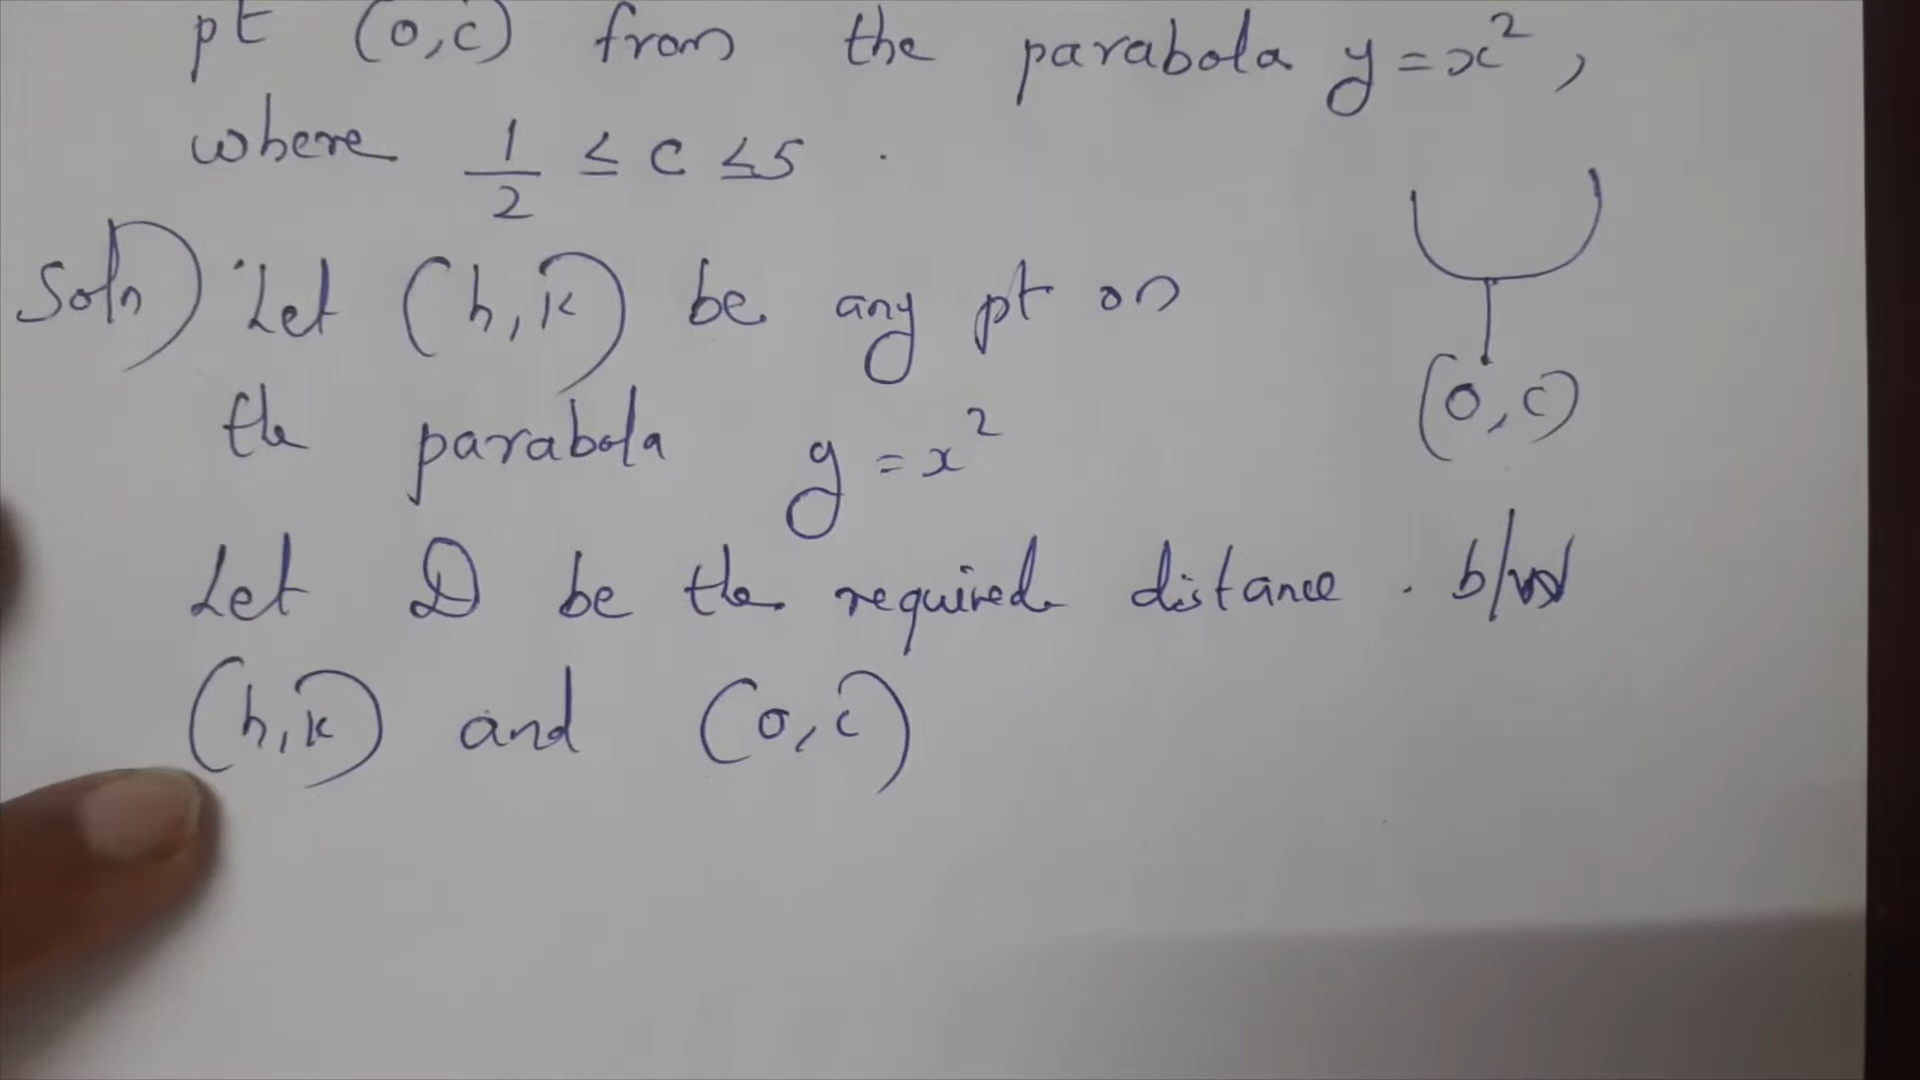 pt (0,c) from the parabola y=x²,
where 1/2 ≤ c ≤5 .
Soln) Let (h,k) be any pt on
the parabola y=x²
(0,c)
Let D be the required distance . b/w
(h,k) and (0,c)